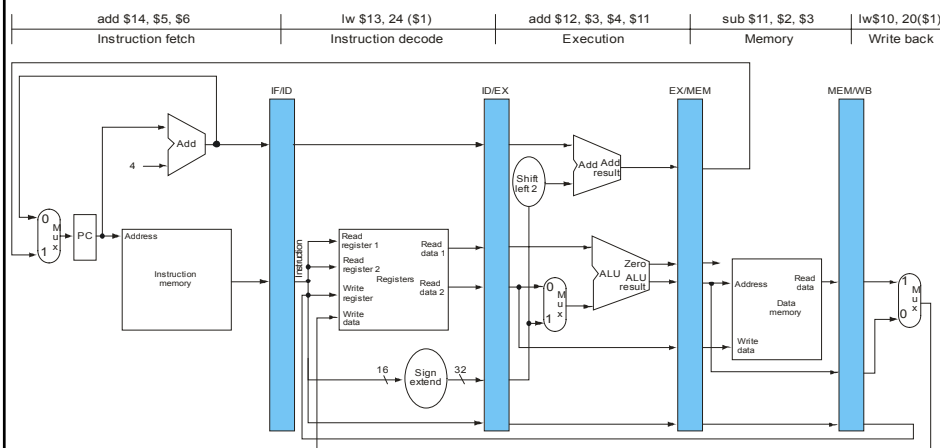 add $14, $5, $6 lw $13, 24 ($1) add $12, $3, $4, $11 sub $11, $2, $3 lw$10, 20($1)
Instruction fetch Instruction decode Execution Memory Write back
IF/ID ID/EX EX/MEM MEM/WB
Add
4
Add Add
result
Shift
left 2
0
M
u
x
1
PC
Address
Instruction
memory
Instruction
Read
register 1
Read
register 2
Write
register
Write
data
Registers
Read
data 1
Read
data 2
0
M
u
x
1
ALU
Zero
ALU
result
Address
Write
data
Data
memory
Read
data
1
M
u
x
0
16
Sign
extend
32